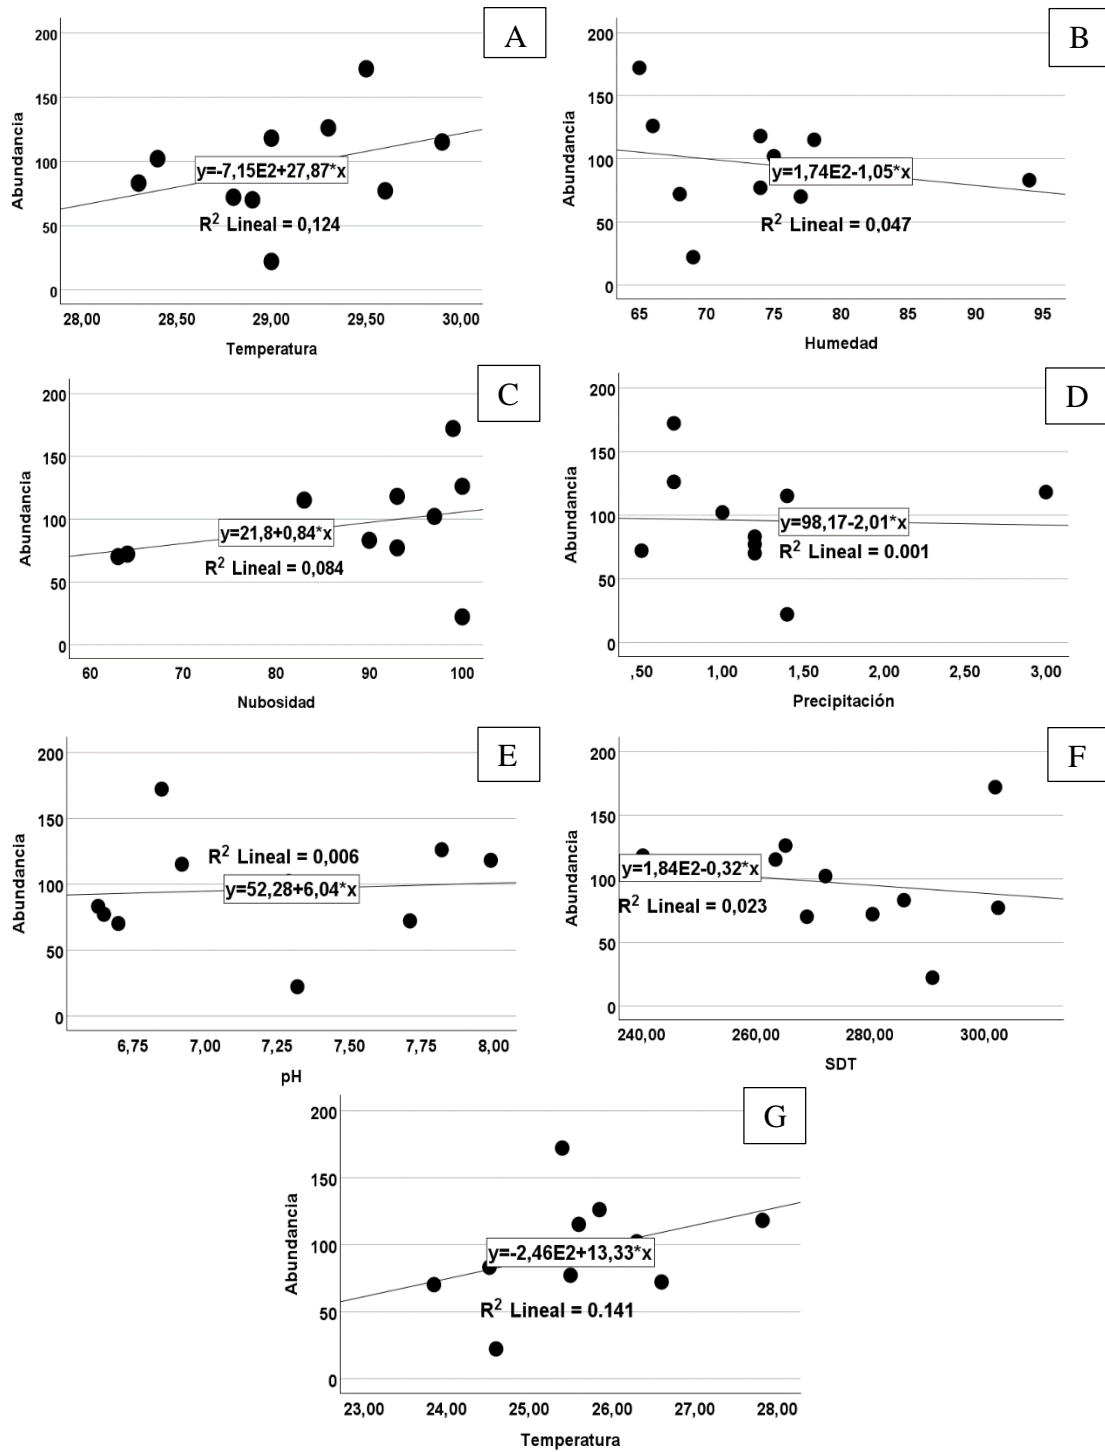 A
200
150
100
50
0
Abundancia
y=-7,15E2+27,87*x
R² Lineal = 0,124
28,00 28,50 29,00 29,50 30,00
Temperatura
B
200
150
100
50
0
Abundancia
y=1,74E2-1,05*x
R² Lineal = 0,047
65 70 75 80 85 90 95
Humedad
C
200
150
100
50
0
Abundancia
y=21,8+0,84*x
R² Lineal = 0,084
60 70 80 90 100
Nubosidad
D
200
150
100
50
0
Abundancia
y=98,17-2,01*x
R² Lineal = 0.001
,50 1,00 1,50 2,00 2,50 3,00
Precipitación
E
200
150
100
50
0
Abundancia
R² Lineal = 0,006
y=52,28+6,04*x
6,75 7,00 7,25 7,50 7,75 8,00
pH
F
200
150
100
50
0
Abundancia
y=1,84E2-0,32*x
R² Lineal = 0,023
240,00 260,00 280,00 300,00
SDT
G
200
150
100
50
0
Abundancia
y=-2,46E2+13,33*x
R² Lineal = 0.141
23,00 24,00 25,00 26,00 27,00 28,00
Temperatura